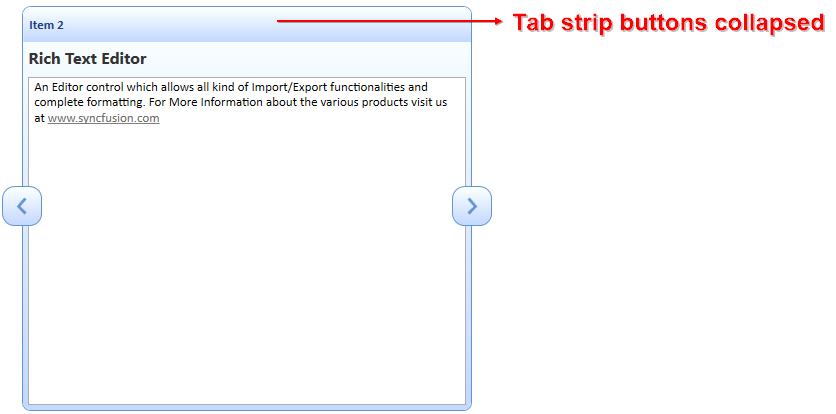 Item 2
Tab strip buttons collapsed
Rich Text Editor
An Editor control which allows all kind of Import/Export functionalities and
complete formatting. For More Information about the various products visit us
at www.syncfusion.com